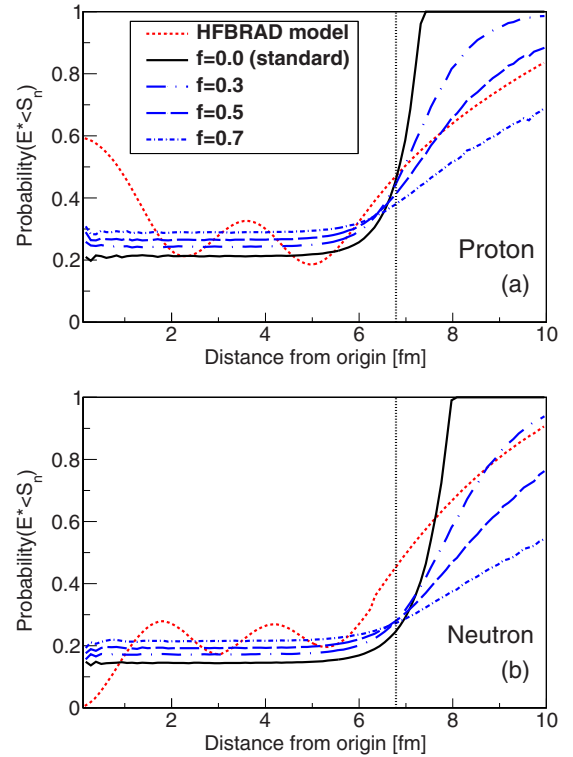 1
0.8
0.6
0.4
0.2
0
Probability(E*<S_n)
HFBRAD model
f=0.0 (standard)
f=0.3
f=0.5
f=0.7
Proton
(a)
2
4
6
8
10
Distance from origin [fm]
1
0.8
0.6
0.4
0.2
0
Probability(E*<S_n)
Neutron
(b)
2
4
6
8
10
Distance from origin [fm]